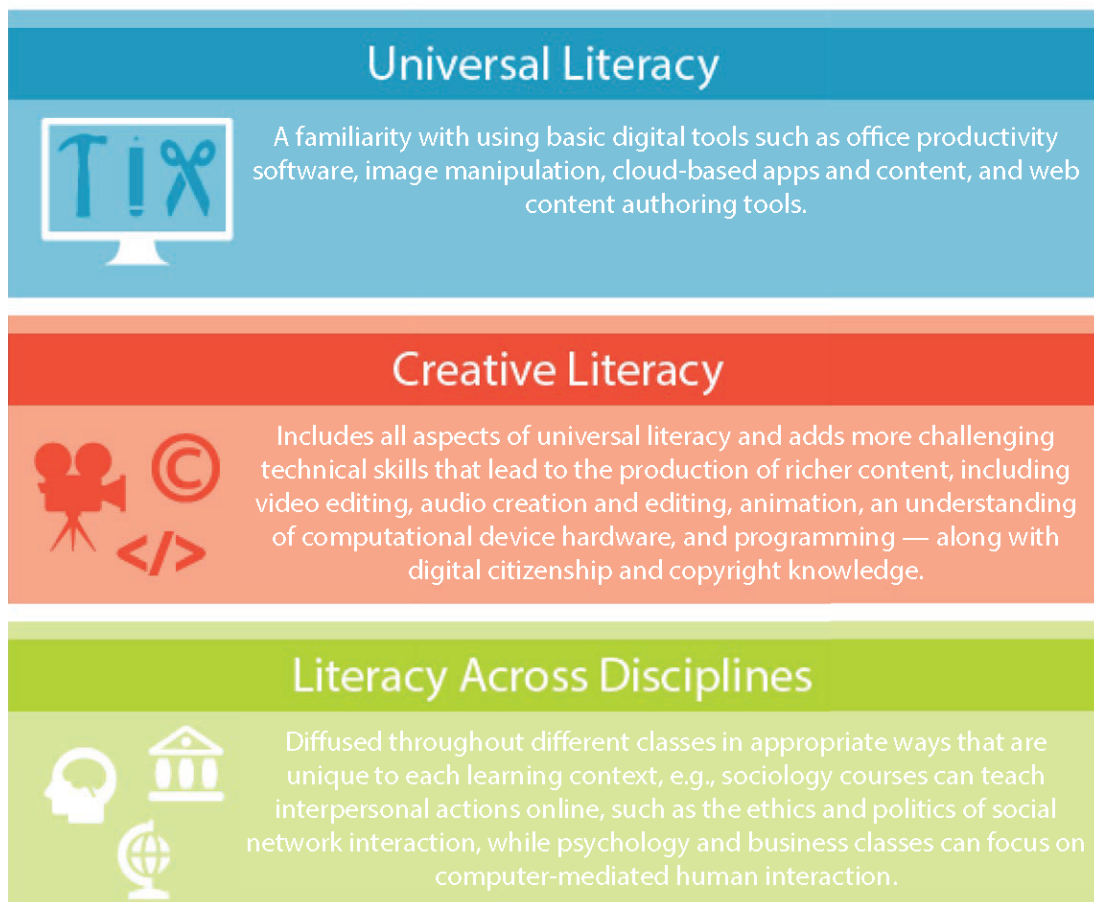 Universal Literacy
A familiarity with using basic digital tools such as office productivity
software, image manipulation, cloud-based apps and content, and web
content authoring tools.
Creative Literacy
Includes all aspects of universal literacy and adds more challenging
technical skills that lead to the production of richer content, including
video editing, audio creation and editing, animation, an understanding
of computational device hardware, and programming — along with
digital citizenship and copyright knowledge.
©
</>
Literacy Across Disciplines
Diffused throughout different classes in appropriate ways that are
unique to each learning context, e.g., sociology courses can teach
interpersonal actions online, such as the ethics and politics of social
network interaction, while psychology and business classes can focus on
computer-mediated human interaction.